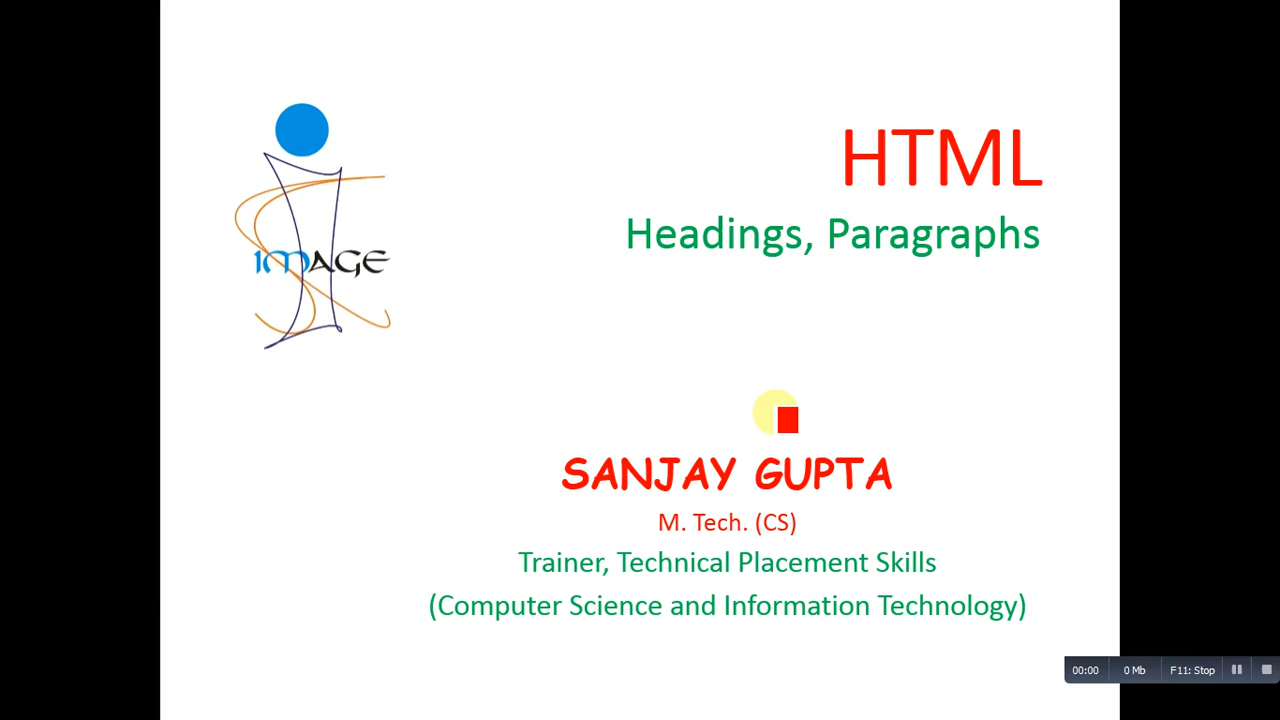 HTML
Headings, Paragraphs
IMAGE
SANJAY GUPTA
M. Tech. (CS)
Trainer, Technical Placement Skills
(Computer Science and Information Technology)
00:00 0 Mb F11: Stop